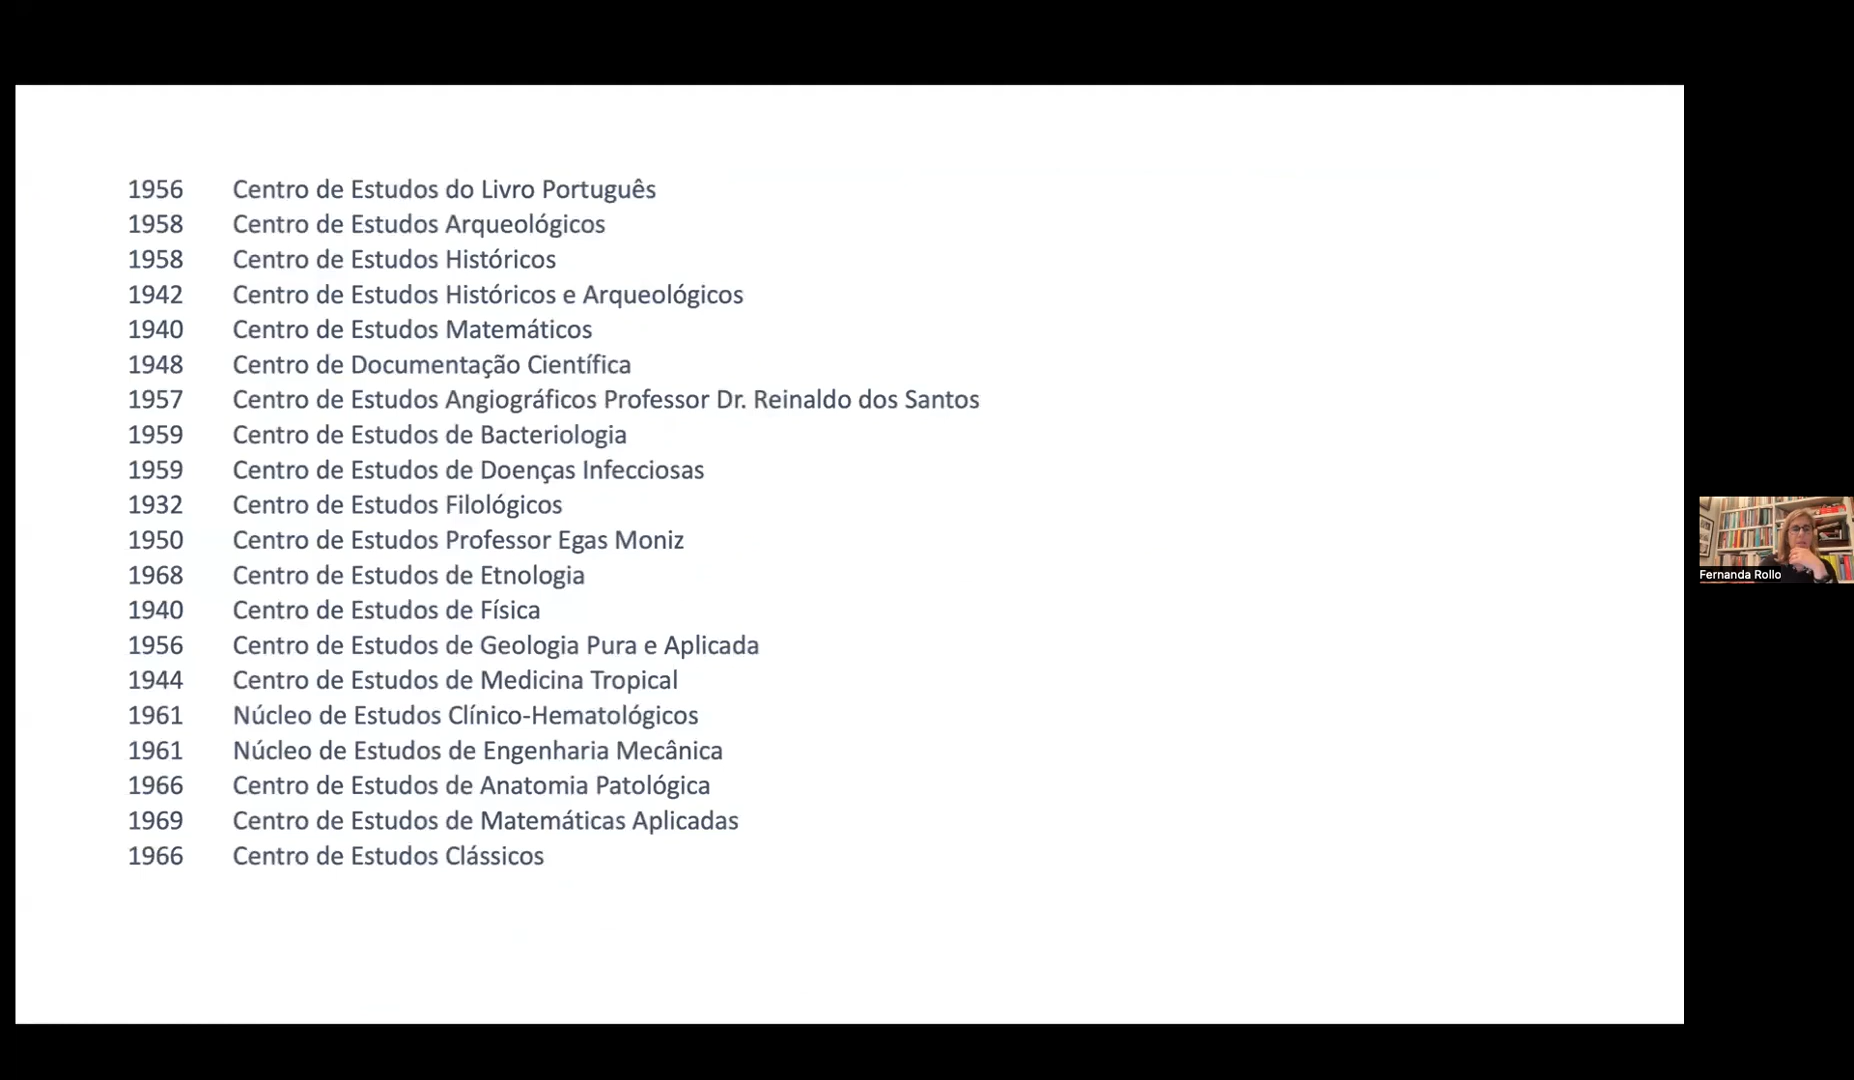 1956 Centro de Estudos do Livro Português
1958 Centro de Estudos Arqueológicos
1958 Centro de Estudos Históricos
1942 Centro de Estudos Históricos e Arqueológicos
1940 Centro de Estudos Matemáticos
1948 Centro de Documentação Científica
1957 Centro de Estudos Angiográficos Professor Dr. Reinaldo dos Santos
1959 Centro de Estudos de Bacteriologia
1959 Centro de Estudos de Doenças Infecciosas
1932 Centro de Estudos Filológicos
1950 Centro de Estudos Professor Egas Moniz
1968 Centro de Estudos de Etnologia
1940 Centro de Estudos de Física
1956 Centro de Estudos de Geologia Pura e Aplicada
1944 Centro de Estudos de Medicina Tropical
1961 Núcleo de Estudos Clínico-Hematológicos
1961 Núcleo de Estudos de Engenharia Mecânica
1966 Centro de Estudos de Anatomia Patológica
1969 Centro de Estudos de Matemáticas Aplicadas
1966 Centro de Estudos Clássicos
Fernanda Rollo